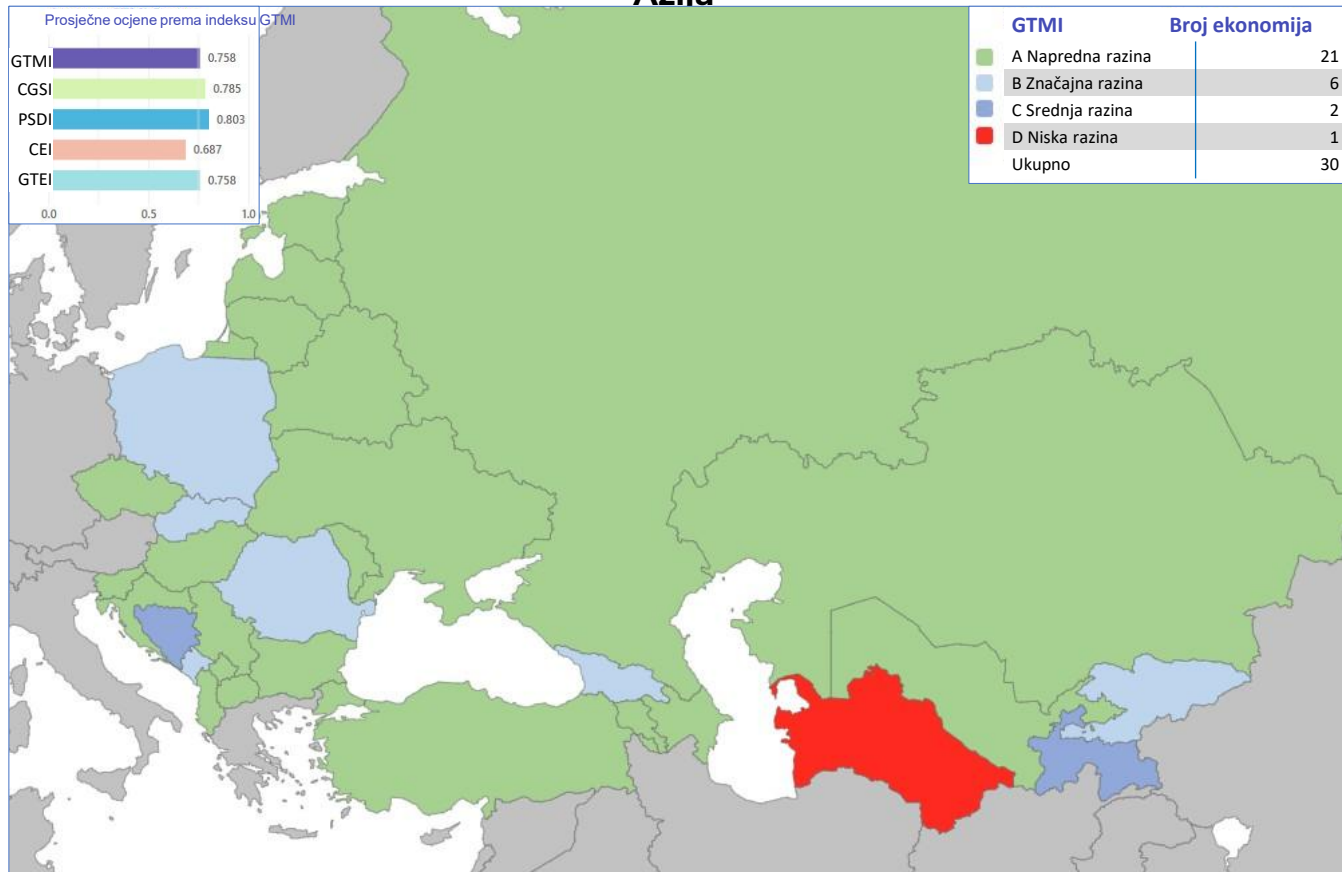 Prosječne ocjene prema indeksu GTMI
GTMI 0.758
CGSI 0.785
PSDI 0.803
CEI 0.687
GTEI 0.758
0.0 0.5 1.0
GTMI Broj ekonomija
A Napredna razina 21
B Značajna razina 6
C Srednja razina 2
D Niska razina 1
Ukupno 30